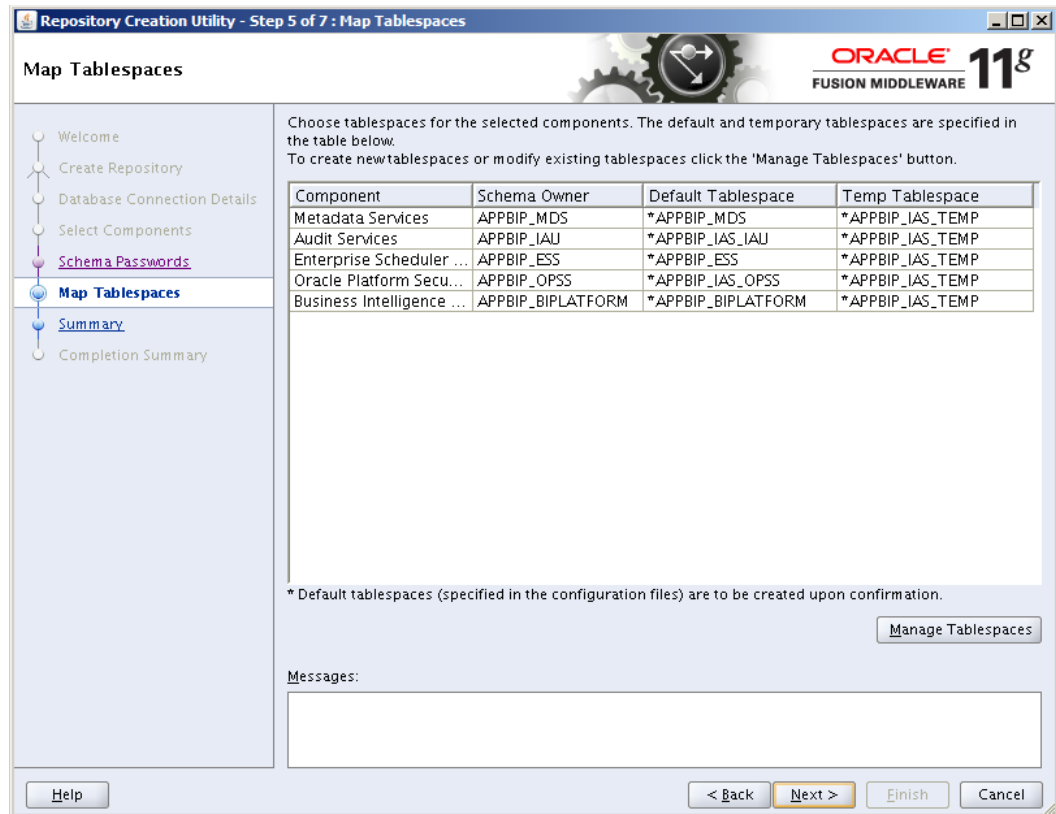 Repository Creation Utility - Step 5 of 7 : Map Tablespaces
Map Tablespaces
ORACLE
FUSION MIDDLEWARE
11g
Welcome
Create Repository
Database Connection Details
Select Components
Schema Passwords
Map Tablespaces
Summary
Completion Summary
Choose tablespaces for the selected components. The default and temporary tablespaces are specified in
the table below.
To create new tablespaces or modify existing tablespaces click the 'Manage Tablespaces' button.
Component Schema Owner Default Tablespace Temp Tablespace
Metadata Services APPBIP_MDS *APPBIP_MDS *APPBIP_IAS_TEMP
Audit Services APPBIP_IAU *APPBIP_IAS_IAU *APPBIP_IAS_TEMP
Enterprise Scheduler ... APPBIP_ESS *APPBIP_ESS *APPBIP_IAS_TEMP
Oracle Platform Secu... APPBIP_OPSS *APPBIP_IAS_OPSS *APPBIP_IAS_TEMP
Business Intelligence ... APPBIP_BIPLATFORM *APPBIP_BIPLATFORM *APPBIP_IAS_TEMP
* Default tablespaces (specified in the configuration files) are to be created upon confirmation.
Manage Tablespaces
Messages:
Help < Back Next > Finish Cancel